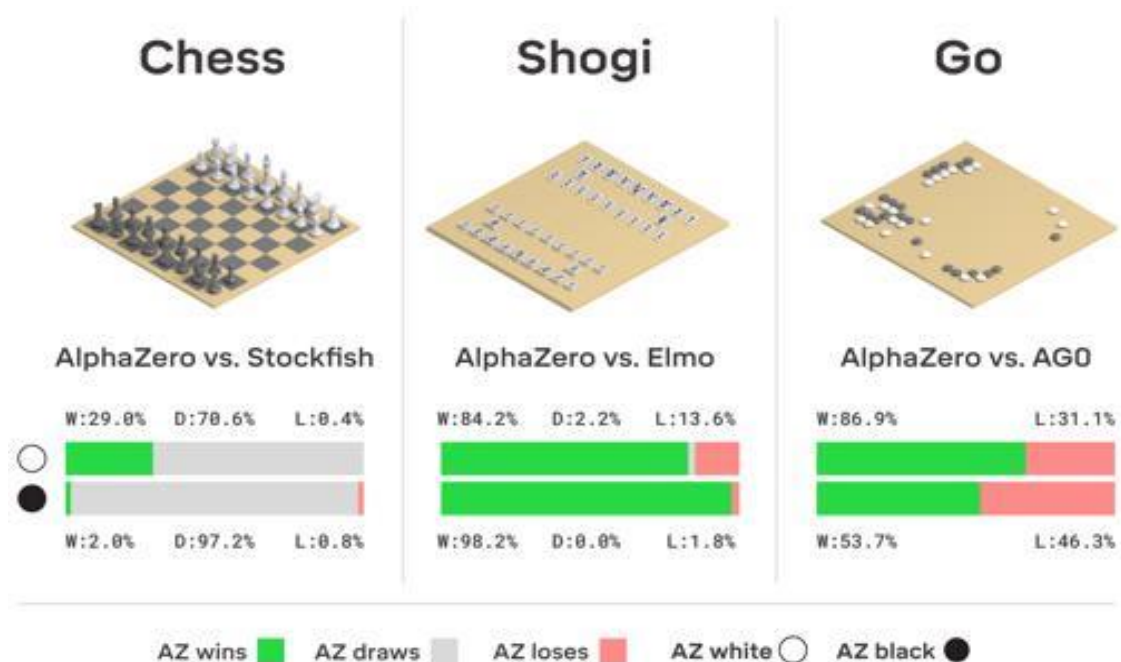 Chess Shogi Go
AlphaZero vs. Stockfish AlphaZero vs. Elmo AlphaZero vs. AG0
W:29.0% D:70.6% L:0.4% W:84.2% D:2.2% L:13.6% W:86.9% L:31.1%
W:2.0% D:97.2% L:0.8% W:98.2% D:0.0% L:1.8% W:53.7% L:46.3%
AZ wins AZ draws AZ loses AZ white AZ black